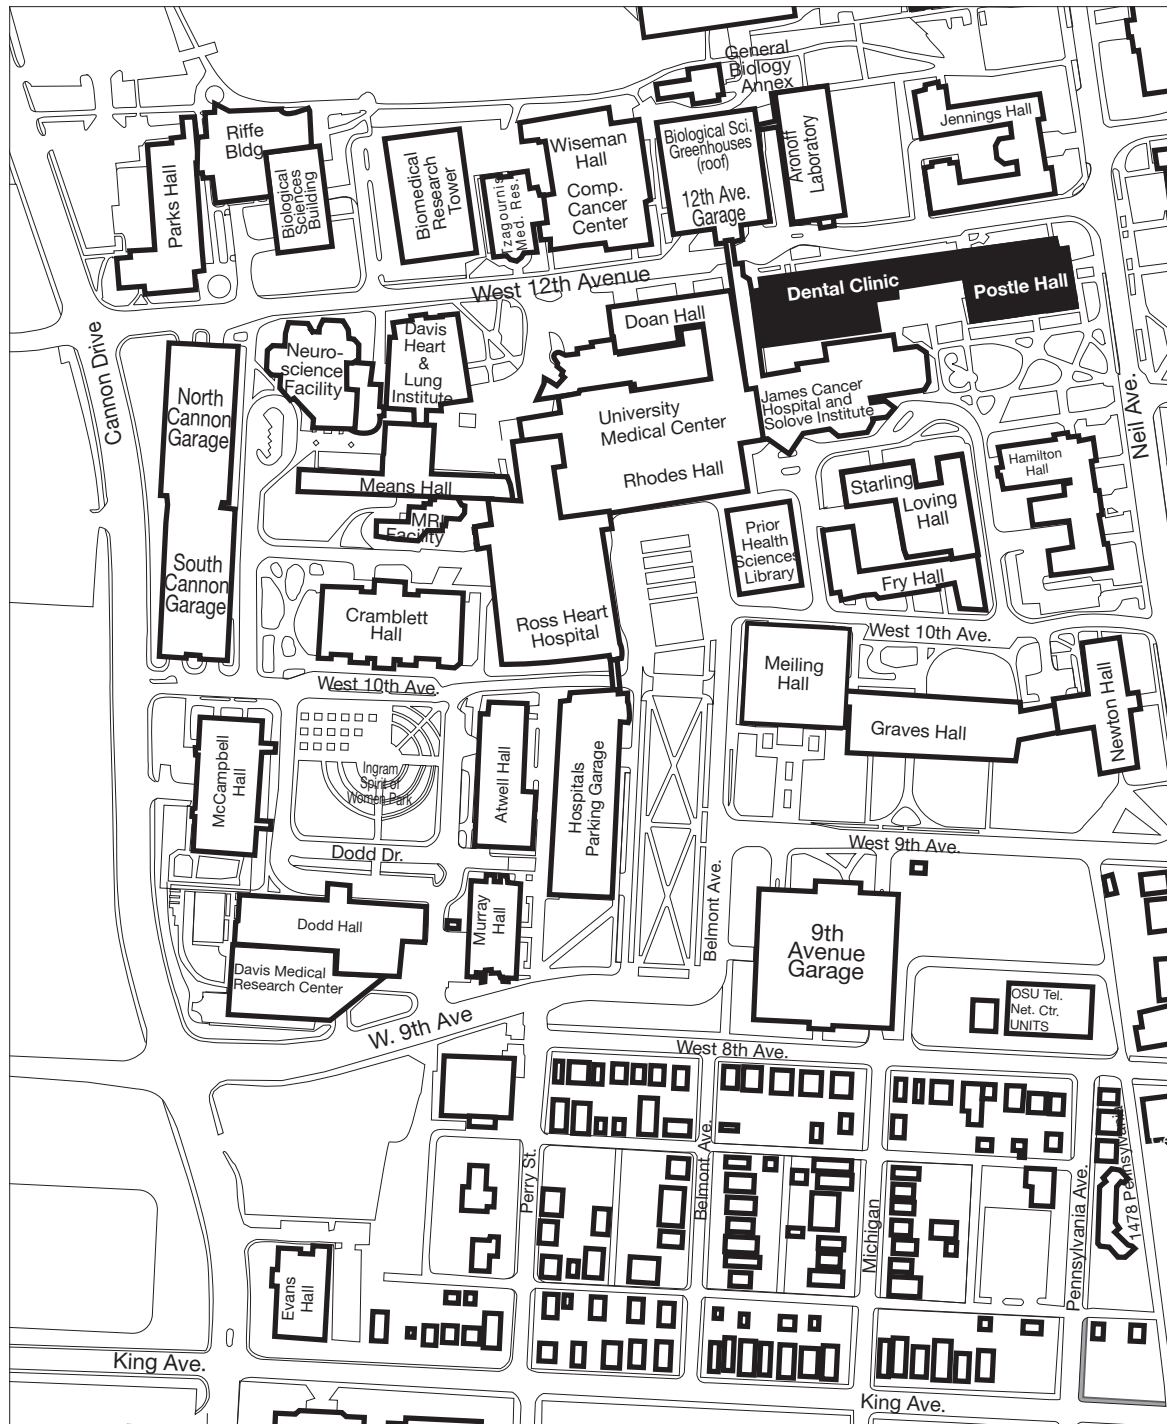 General
Biology
Annex
Riffe
Bldg.
Parks Hall
Biological
Sciences
Building
Biomedical
Research
Tower
Tzagournis
Med. Res.
Wiseman
Hall
Comp.
Cancer
Center
Biological Sci.
Greenhouses
(roof)
12th Ave.
Garage
Aronoff
Laboratory
Jennings Hall
West 12th Avenue
Dental Clinic
Postle Hall
Cannon Drive
Neil Ave.
North
Cannon
Garage
South
Cannon
Garage
Neuro-
science
Facility
Davis
Heart
&
Lung
Institute
Doan Hall
University
Medical Center
Rhodes Hall
James Cancer
Hospital and
Solove Institute
Means Hall
MRI
Facility
Starling
Loving
Hall
Hamilton
Hall
Prior
Health
Sciences
Library
Fry Hall
Cramblett
Hall
Ross Heart
Hospital
West 10th Ave.
West 10th Ave.
Meiling
Hall
Graves Hall
Newton Hall
McCampbell
Hall
Ingram
Spirit of
Women Park
Atwell Hall
Hospitals
Parking Garage
Dodd Dr.
West 9th Ave.
Belmont Ave.
Dodd Hall
Murray
Hall
Davis Medical
Research Center
9th
Avenue
Garage
OSU Tel.
Net. Ctr.
UNITS
W. 9th Ave
West 8th Ave.
Perry St.
Belmont Ave.
Michigan
Pennsylvania Ave.
1478 Pennsylvania
Evans
Hall
King Ave.
King Ave.